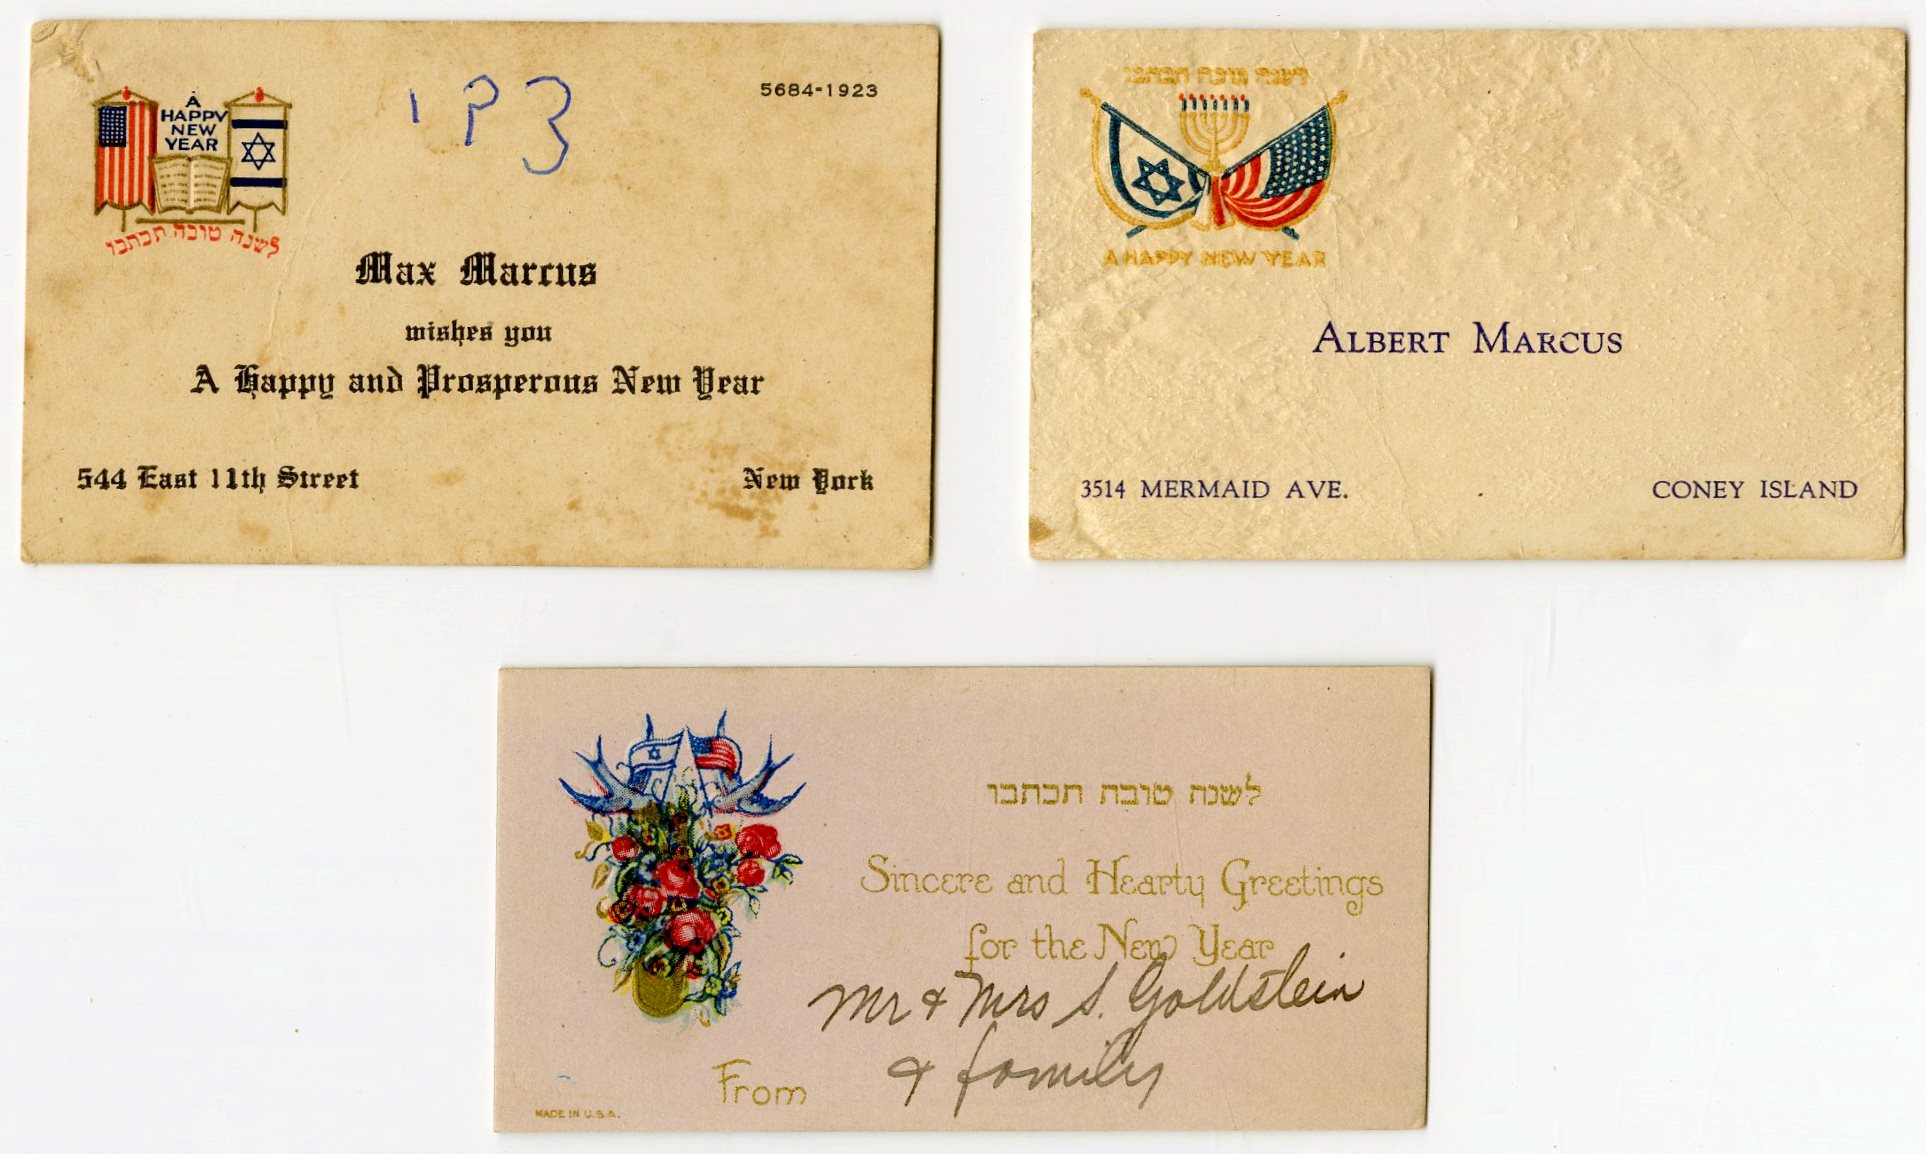 5684-1923
A
HAPPY
NEW
YEAR
לשנה טובה תכתבו
Max Marcus
wishes you
A Happy and Prosperous New Year
544 East 11th Street New York
לשנה טובה תכתבו
A HAPPY NEW YEAR
ALBERT MARCUS
3514 MERMAID AVE. CONEY ISLAND
לשנה טובה תכתבו
Sincere and Hearty Greetings
for the New Year
Mr & Mrs S. Goldstein
& family
From
MADE IN U.S.A.